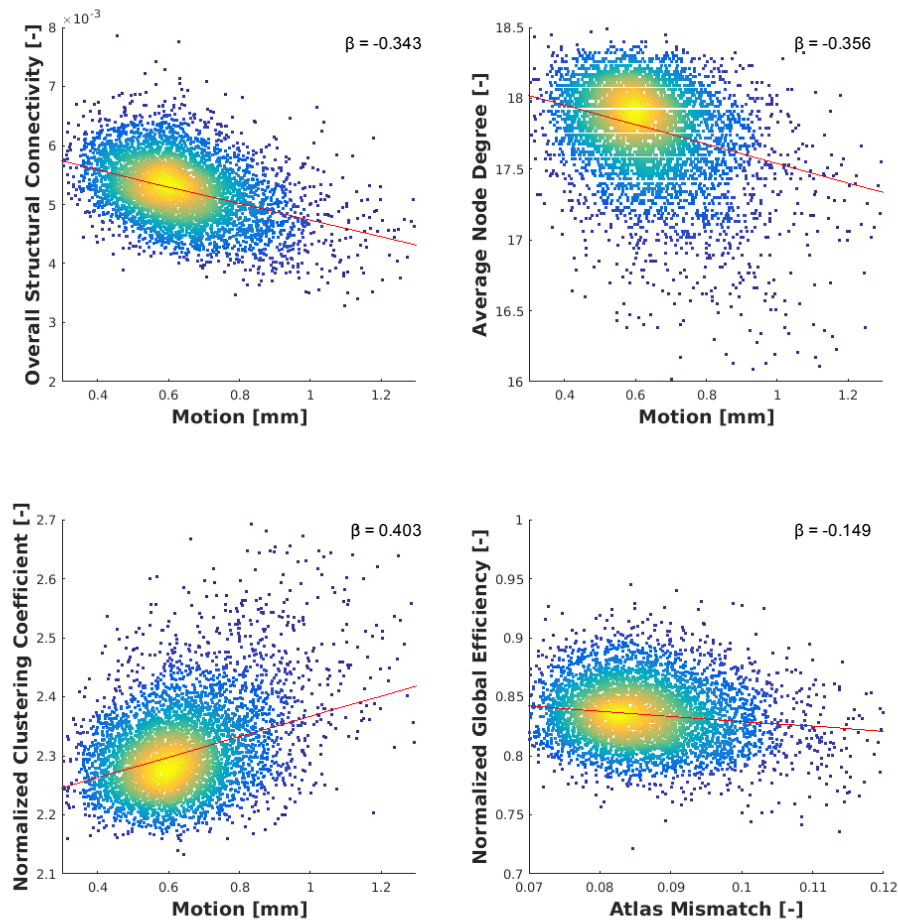 ×10⁻³
8
7
6
5
4
3
2
0.4 0.6 0.8 1 1.2
Motion [mm]
Overall Structural Connectivity [-]
β = -0.343
18.5
18
17.5
17
16.5
16
0.4 0.6 0.8 1 1.2
Motion [mm]
Average Node Degree [-]
β = -0.356
2.7
2.6
2.5
2.4
2.3
2.2
2.1
0.4 0.6 0.8 1 1.2
Motion [mm]
Normalized Clustering Coefficient [-]
β = 0.403
1
0.95
0.9
0.85
0.8
0.75
0.7
0.07 0.08 0.09 0.1 0.11 0.12
Atlas Mismatch [-]
Normalized Global Efficiency [-]
β = -0.149